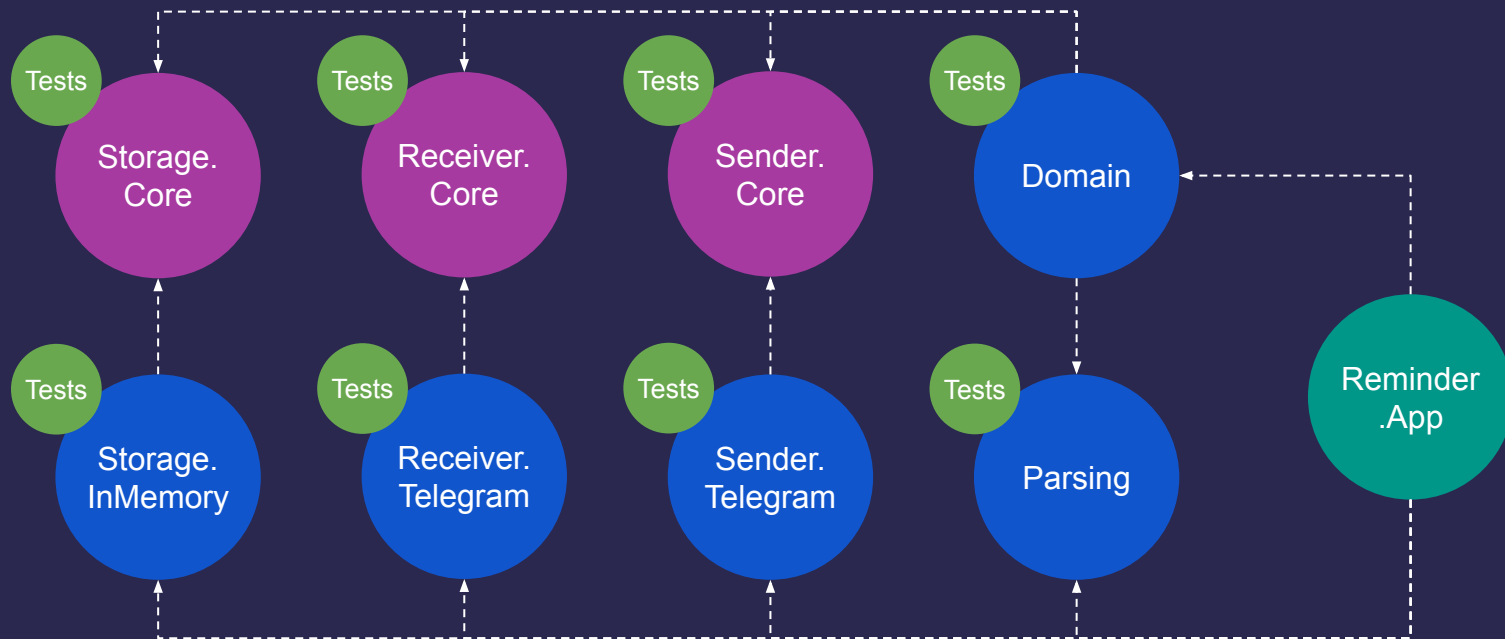 Tests
Storage.
Core
Tests
Receiver.
Core
Tests
Sender.
Core
Tests
Domain
Tests
Storage.
InMemory
Tests
Receiver.
Telegram
Tests
Sender.
Telegram
Tests
Parsing
Reminder
.App